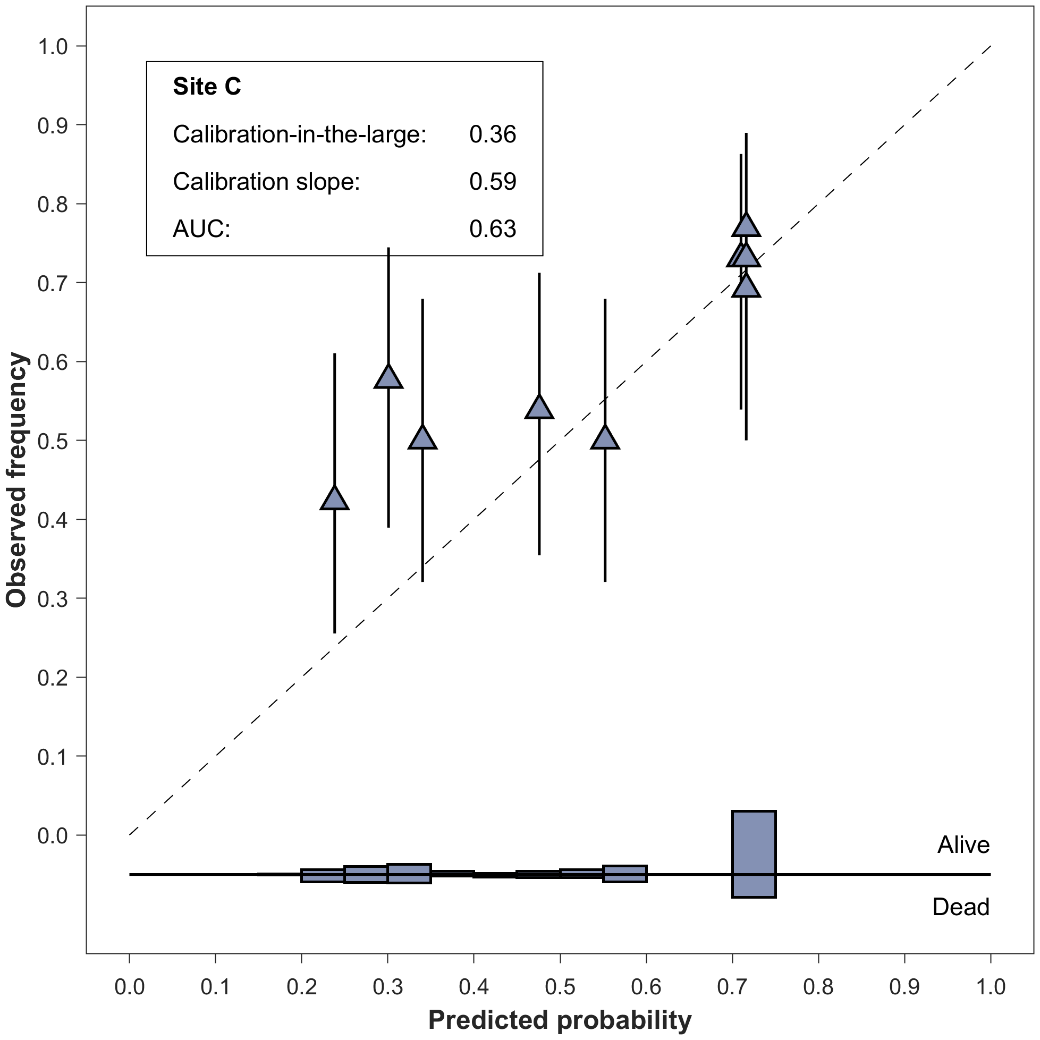 Site C
Calibration-in-the-large: 0.36
Calibration slope: 0.59
AUC: 0.63
Observed frequency
1.0
0.9
0.8
0.7
0.6
0.5
0.4
0.3
0.2
0.1
0.0
Alive
Dead
0.0 0.1 0.2 0.3 0.4 0.5 0.6 0.7 0.8 0.9 1.0
Predicted probability